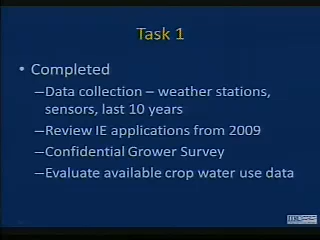 Task 1
• Completed
–Data collection – weather stations,
sensors, last 10 years
–Review IE applications from 2009
–Confidential Grower Survey
–Evaluate available crop water use data